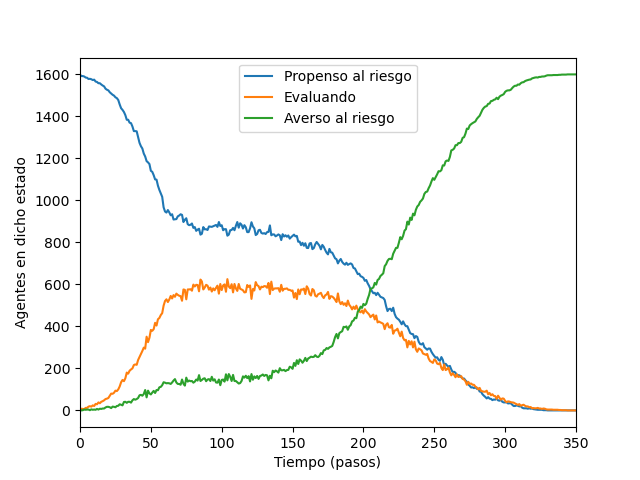 Propenso al riesgo
Evaluando
Averso al riesgo
Agentes en dicho estado
1600
1400
1200
1000
800
600
400
200
0
0 50 100 150 200 250 300 350
Tiempo (pasos)